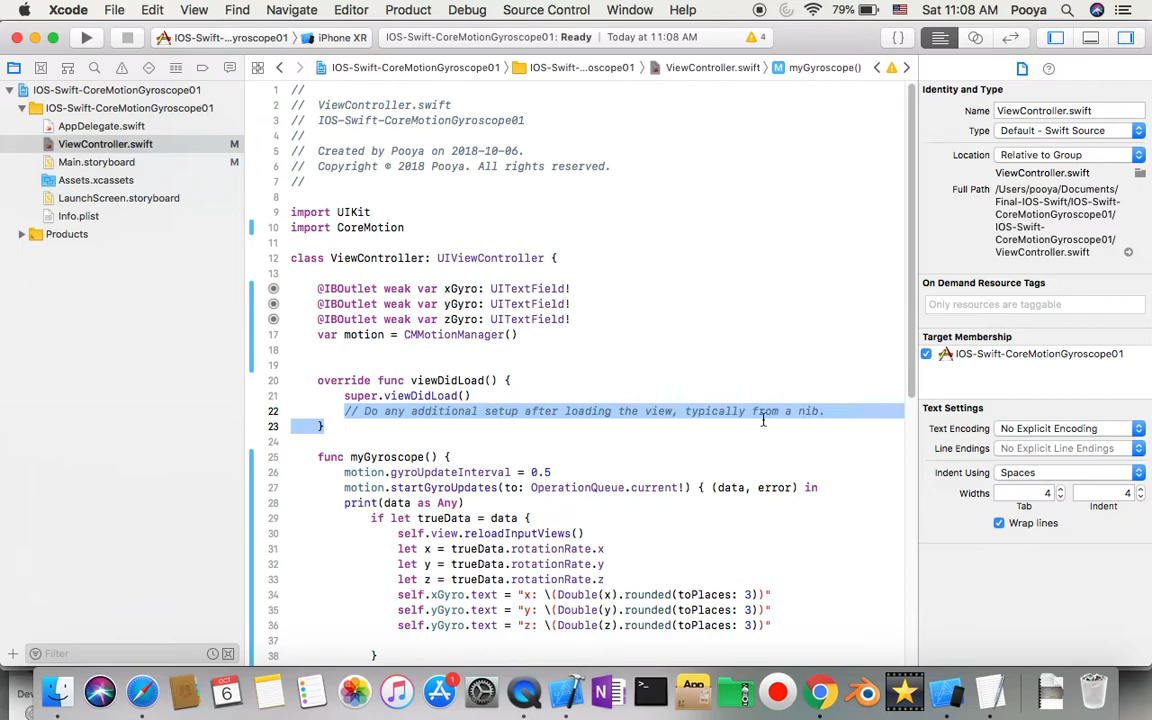 Xcode File Edit View Find Navigate Editor Product Debug Source Control Window Help 79% Sat 11:08 AM Pooya
IOS-Swift-...yroscope01 iPhone XR IOS-Swift-CoreMotionGyroscope01: Ready Today at 11:08 AM 4 { }
IOS-Swift-CoreMotionGyroscope01 IOS-Swift-...oscope01 ViewController.swift M myGyroscope()
IOS-Swift-CoreMotionGyroscope01
IOS-Swift-CoreMotionGyroscope01
AppDelegate.swift
ViewController.swift M
Main.storyboard M
Assets.xcassets
LaunchScreen.storyboard
Info.plist
Products
Filter
1 //
2 // ViewController.swift
3 // IOS-Swift-CoreMotionGyroscope01
4 //
5 // Created by Pooya on 2018-10-06.
6 // Copyright © 2018 Pooya. All rights reserved.
7 //
8
9 import UIKit
10 import CoreMotion
11
12 class ViewController: UIViewController {
13
@IBOutlet weak var xGyro: UITextField!
@IBOutlet weak var yGyro: UITextField!
@IBOutlet weak var zGyro: UITextField!
17 var motion = CMMotionManager()
18
19
20 override func viewDidLoad() {
21 super.viewDidLoad()
22 // Do any additional setup after loading the view, typically from a nib.
23 }
24
25 func myGyroscope() {
26 motion.gyroUpdateInterval = 0.5
27 motion.startGyroUpdates(to: OperationQueue.current!) { (data, error) in
28 print(data as Any)
29 if let trueData = data {
30 self.view.reloadInputViews()
31 let x = trueData.rotationRate.x
32 let y = trueData.rotationRate.y
33 let z = trueData.rotationRate.z
34 self.xGyro.text = "x: \(Double(x).rounded(toPlaces: 3))"
35 self.yGyro.text = "y: \(Double(y).rounded(toPlaces: 3))"
36 self.yGyro.text = "z: \(Double(z).rounded(toPlaces: 3))"
37
38 }
Identity and Type
Name ViewController.swift
Type Default - Swift Source
Location Relative to Group
ViewController.swift
Full Path /Users/pooya/Documents/
Final-IOS-Swift/IOS-Swift-
CoreMotionGyroscope01/
IOS-Swift-
CoreMotionGyroscope01/
ViewController.swift
On Demand Resource Tags
Only resources are taggable
Target Membership
IOS-Swift-CoreMotionGyroscope01
Text Settings
Text Encoding No Explicit Encoding
Line Endings No Explicit Line Endings
Indent Using Spaces
Widths 4 4
Tab Indent
Wrap lines
OCT
6
1
App
N